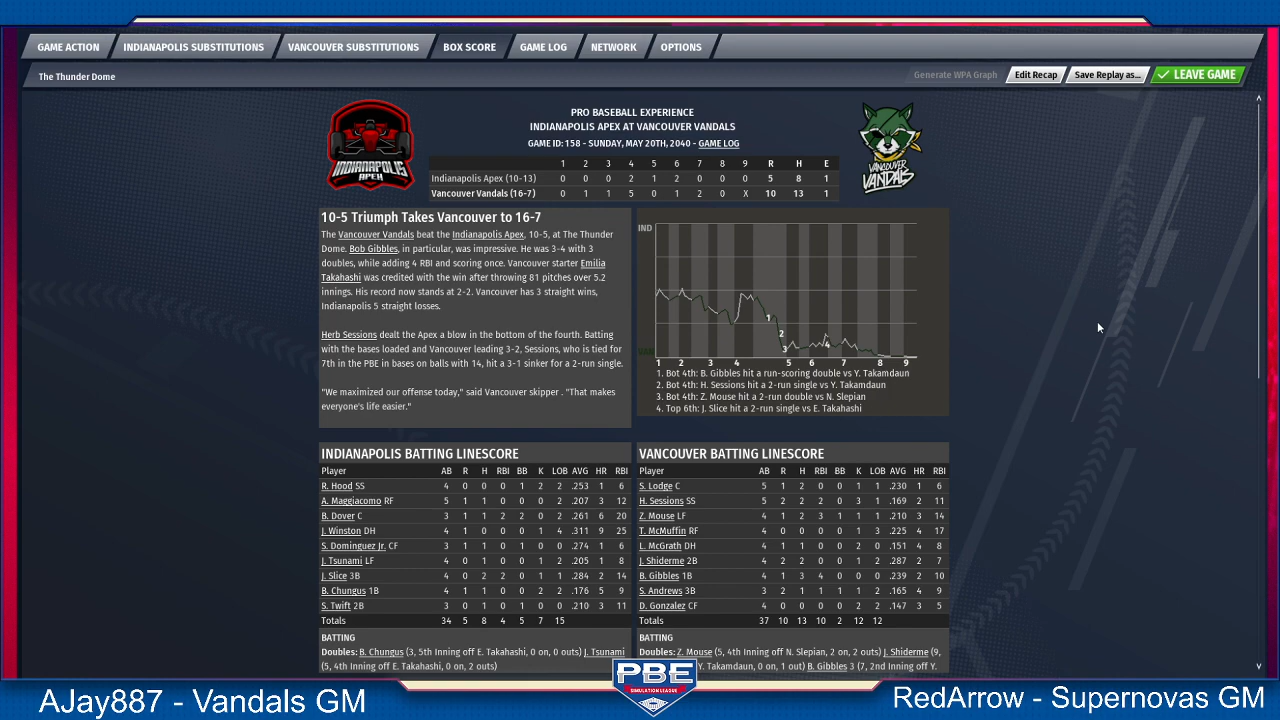 GAME ACTION INDIANAPOLIS SUBSTITUTIONS VANCOUVER SUBSTITUTIONS BOX SCORE GAME LOG NETWORK OPTIONS
The Thunder Dome Generate WPA Graph Edit Recap Save Replay as... LEAVE GAME
INDIANAPOLIS
APEX
PRO BASEBALL EXPERIENCE
INDIANAPOLIS APEX AT VANCOUVER VANDALS
GAME ID: 158 - SUNDAY, MAY 20TH, 2040 - GAME LOG
VANCOUVER
VANDALS
1 2 3 4 5 6 7 8 9 R H E
Indianapolis Apex (10-13) 0 0 0 2 1 2 0 0 0 5 8 1
Vancouver Vandals (16-7) 0 1 1 5 0 1 2 0 X 10 13 1
10-5 Triumph Takes Vancouver to 16-7
The Vancouver Vandals beat the Indianapolis Apex, 10-5, at The Thunder
Dome. Bob Gibbles, in particular, was impressive. He was 3-4 with 3
doubles, while adding 4 RBI and scoring once. Vancouver starter Emilia
Takahashi was credited with the win after throwing 81 pitches over 5.2
innings. His record now stands at 2-2. Vancouver has 3 straight wins,
Indianapolis 5 straight losses.
Herb Sessions dealt the Apex a blow in the bottom of the fourth. Batting
with the bases loaded and Vancouver leading 3-2, Sessions, who is tied for
7th in the PBE in bases on balls with 14, hit a 3-1 sinker for a 2-run single.
"We maximized our offense today," said Vancouver skipper . "That makes
everyone's life easier."
IND
1
2
3
4
1 2 3 4 5 6 7 8 9
1. Bot 4th: B. Gibbles hit a run-scoring double vs Y. Takamdaun
2. Bot 4th: H. Sessions hit a 2-run single vs Y. Takamdaun
3. Bot 4th: Z. Mouse hit a 2-run double vs N. Slepian
4. Top 6th: J. Slice hit a 2-run single vs E. Takahashi
INDIANAPOLIS BATTING LINESCORE
Player AB R H RBI BB K LOB AVG HR RBI
R. Hood SS 4 0 0 0 1 2 2 .253 1 6
A. Maggiacomo RF 5 1 1 0 0 0 2 .207 3 12
B. Dover C 3 1 1 2 2 0 2 .261 6 20
J. Winston DH 4 1 0 0 0 1 4 .311 9 25
S. Dominguez Jr. CF 3 1 1 0 1 0 0 .274 1 6
J. Tsunami LF 4 0 1 0 0 1 2 .205 1 8
J. Slice 3B 4 0 2 2 0 1 1 .284 2 14
B. Chungus 1B 4 1 1 0 0 2 2 .176 5 9
S. Twift 2B 3 0 1 0 1 0 0 .210 3 11
Totals 34 5 8 4 5 7 15
BATTING
Doubles: B. Chungus (3, 5th Inning off E. Takahashi, 0 on, 0 outs) J. Tsunami
(5, 4th Inning off E. Takahashi, 0 on, 2 outs)
VANCOUVER BATTING LINESCORE
Player AB R H RBI BB K LOB AVG HR RBI
S. Lodge C 5 1 2 0 0 1 1 .230 1 6
H. Sessions SS 5 2 2 2 0 3 1 .169 2 11
Z. Mouse LF 4 1 2 3 1 1 1 .210 3 14
T. McMuffin RF 4 0 0 0 0 1 3 .225 4 17
L. McGrath DH 4 1 1 0 0 2 0 .151 4 8
J. Shiderme 2B 4 2 2 0 0 1 2 .287 2 7
B. Gibbles 1B 4 1 3 4 0 0 0 .239 2 10
S. Andrews 3B 3 2 1 1 1 1 2 .165 4 9
D. Gonzalez CF 4 0 0 0 0 2 2 .147 3 5
Totals 37 10 13 10 2 12 12
BATTING
Doubles: Z. Mouse (5, 4th Inning off N. Slepian, 2 on, 2 outs) J. Shiderme (9,
Y. Takamdaun, 0 on, 1 out) B. Gibbles 3 (7, 2nd Inning off Y.
PBE
SIMULATION LEAGUE
AJay887 - Vandals GM
RedArrow - Supernovas GM